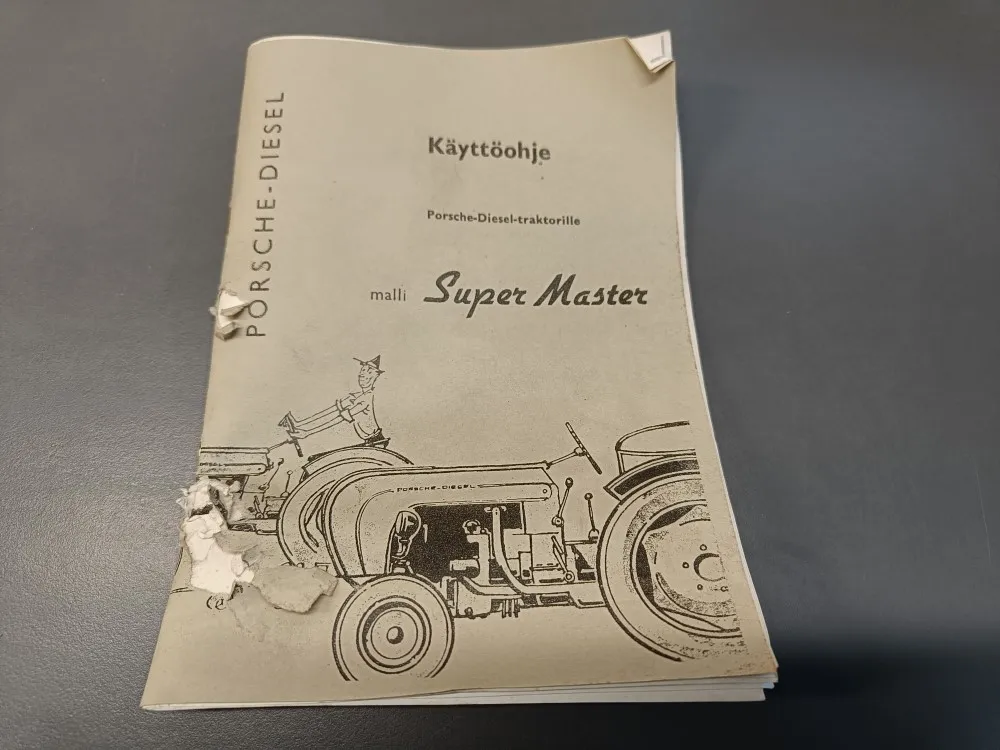 PORSCHE-DIESEL
Käyttöohje
Porsche-Diesel-traktorille
malli Super Master
PORSCHE-DIESEL